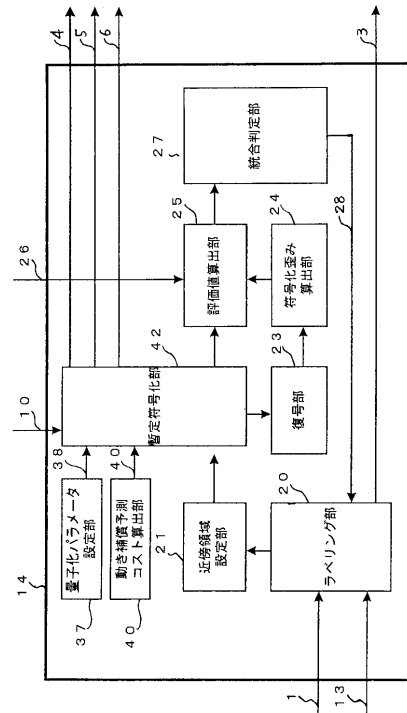 4
5
6
3
14
10
26
量子化パラメータ
設定部
37
38
動き補償予測
コスト算出部
40
40
暫定符号化部
42
評価値算出部
25
統合判定部
27
近傍領域
設定部
21
復号部
23
符号化歪み
算出部
24
28
ラベリング部
20
1
13